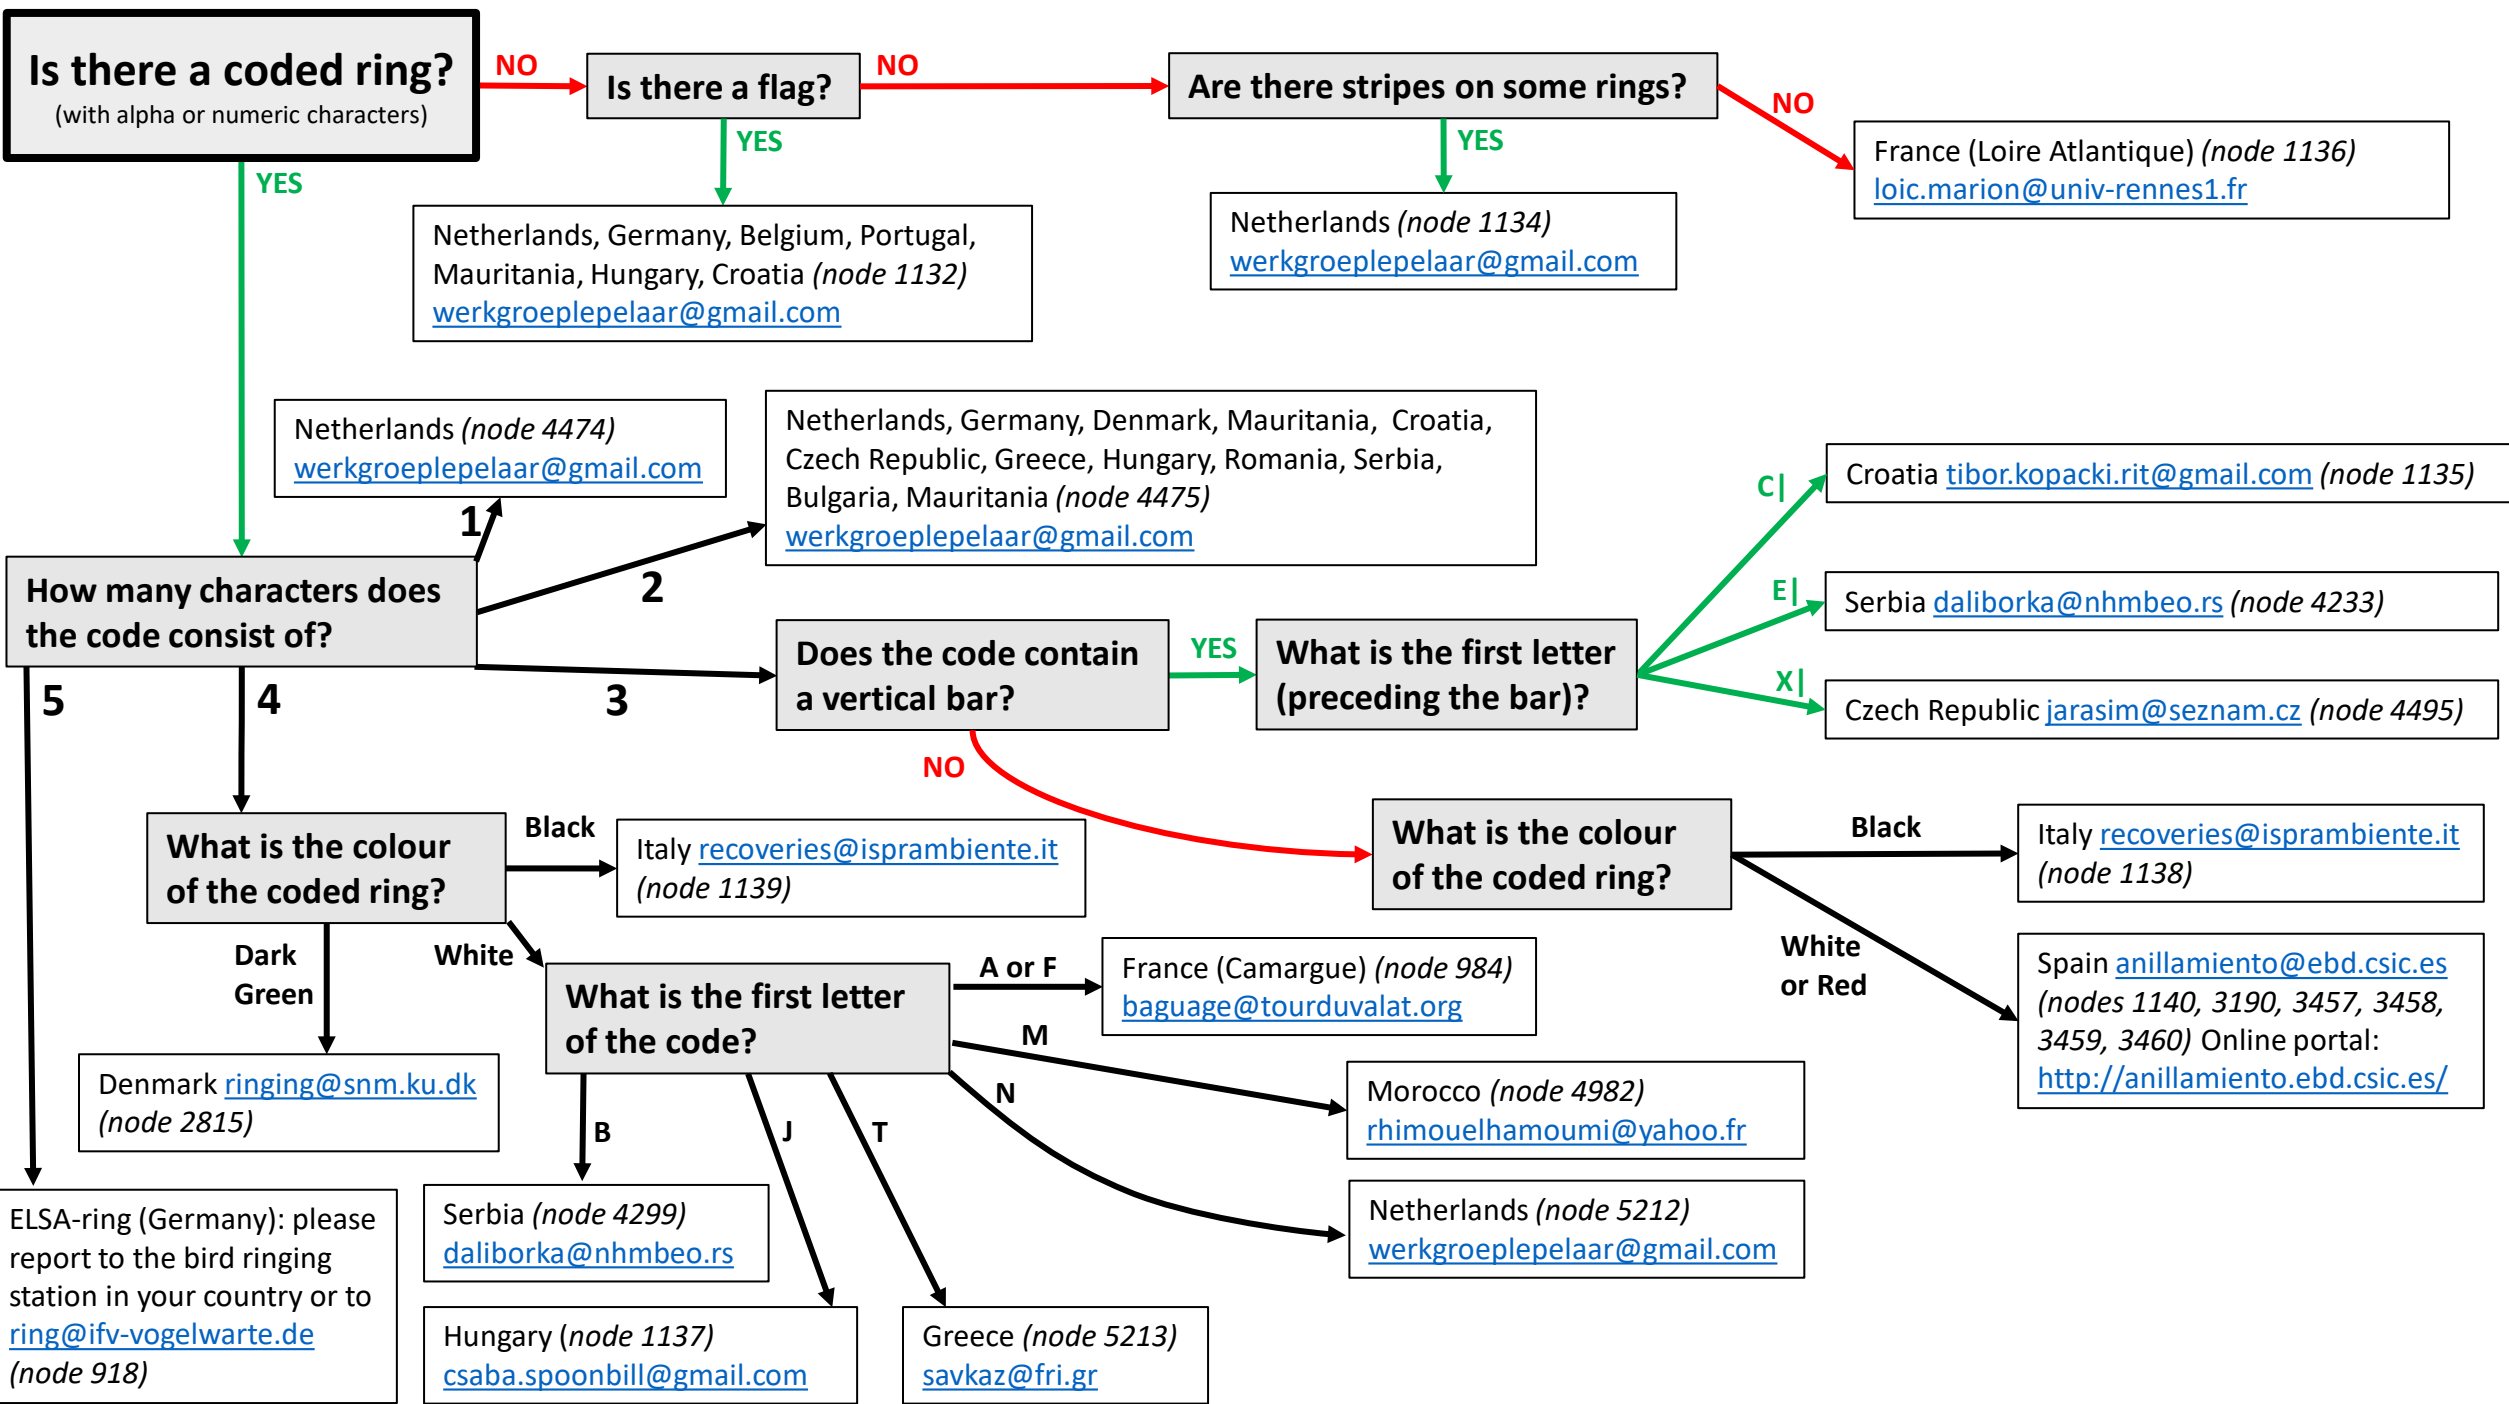 Is there a coded ring?
(with alpha or numeric characters)
NO
Is there a flag?
NO
Are there stripes on some rings?
NO
YES
YES
YES
France (Loire Atlantique) (node 1136)
loic.marion@univ-rennes1.fr
Netherlands, Germany, Belgium, Portugal,
Mauritania, Hungary, Croatia (node 1132)
werkgroeplepelaar@gmail.com
Netherlands (node 1134)
werkgroeplepelaar@gmail.com
Netherlands (node 4474)
werkgroeplepelaar@gmail.com
Netherlands, Germany, Denmark, Mauritania, Croatia,
Czech Republic, Greece, Hungary, Romania, Serbia,
Bulgaria, Mauritania (node 4475)
werkgroeplepelaar@gmail.com
1
2
How many characters does
the code consist of?
5
4
3
Does the code contain
a vertical bar?
YES
What is the first letter
(preceding the bar)?
C|
Croatia tibor.kopacki.rit@gmail.com (node 1135)
E|
Serbia daliborka@nhmbeo.rs (node 4233)
X|
Czech Republic jarasim@seznam.cz (node 4495)
NO
What is the colour
of the coded ring?
Black
Italy recoveries@isprambiente.it
(node 1139)
What is the colour
of the coded ring?
Black
Italy recoveries@isprambiente.it
(node 1138)
White
or Red
Spain anillamiento@ebd.csic.es
(nodes 1140, 3190, 3457, 3458,
3459, 3460) Online portal:
http://anillamiento.ebd.csic.es/
Dark
Green
White
What is the first letter
of the code?
A or F
France (Camargue) (node 984)
baguage@tourduvalat.org
M
Morocco (node 4982)
rhimouelhamoumi@yahoo.fr
N
Netherlands (node 5212)
werkgroeplepelaar@gmail.com
Denmark ringing@snm.ku.dk
(node 2815)
B
J
T
ELSA-ring (Germany): please
report to the bird ringing
station in your country or to
ring@ifv-vogelwarte.de
(node 918)
Serbia (node 4299)
daliborka@nhmbeo.rs
Hungary (node 1137)
csaba.spoonbill@gmail.com
Greece (node 5213)
savkaz@fri.gr